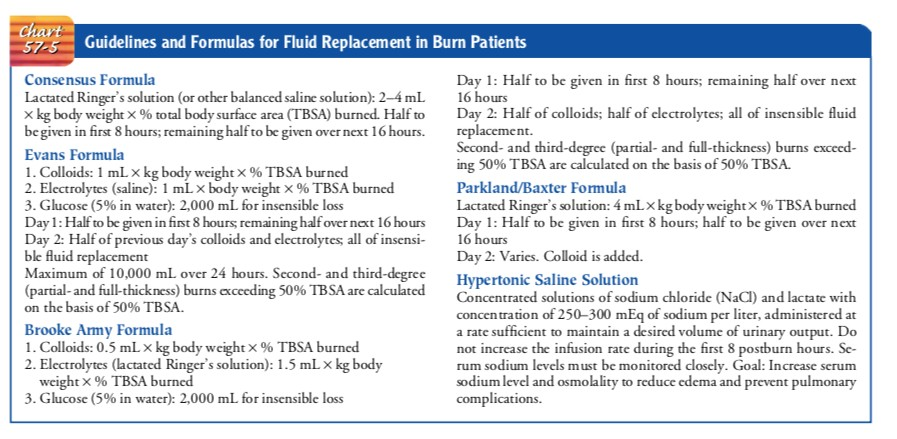 Chart
57-5
Guidelines and Formulas for Fluid Replacement in Burn Patients
Consensus Formula
Lactated Ringer's solution (or other balanced saline solution): 2–4 mL
× kg body weight × % total body surface area (TBSA) burned. Half to
be given in first 8 hours; remaining half to be given over next 16 hours.
Evans Formula
1. Colloids: 1 mL × kg body weight × % TBSA burned
2. Electrolytes (saline): 1 mL × body weight × % TBSA burned
3. Glucose (5% in water): 2,000 mL for insensible loss
Day 1: Half to be given in first 8 hours; remaining half over next 16 hours
Day 2: Half of previous day's colloids and electrolytes; all of insensi-
ble fluid replacement
Maximum of 10,000 mL over 24 hours. Second- and third-degree
(partial- and full-thickness) burns exceeding 50% TBSA are calculated
on the basis of 50% TBSA.
Brooke Army Formula
1. Colloids: 0.5 mL × kg body weight × % TBSA burned
2. Electrolytes (lactated Ringer's solution): 1.5 mL × kg body
weight × % TBSA burned
3. Glucose (5% in water): 2,000 mL for insensible loss
Day 1: Half to be given in first 8 hours; remaining half over next
16 hours
Day 2: Half of colloids; half of electrolytes; all of insensible fluid
replacement.
Second- and third-degree (partial- and full-thickness) burns exceed-
ing 50% TBSA are calculated on the basis of 50% TBSA.
Parkland/Baxter Formula
Lactated Ringer's solution: 4 mL × kg body weight × % TBSA burned
Day 1: Half to be given in first 8 hours; half to be given over next
16 hours
Day 2: Varies. Colloid is added.
Hypertonic Saline Solution
Concentrated solutions of sodium chloride (NaCl) and lactate with
concentration of 250–300 mEq of sodium per liter, administered at
a rate sufficient to maintain a desired volume of urinary output. Do
not increase the infusion rate during the first 8 postburn hours. Se-
rum sodium levels must be monitored closely. Goal: Increase serum
sodium level and osmolality to reduce edema and prevent pulmonary
complications.